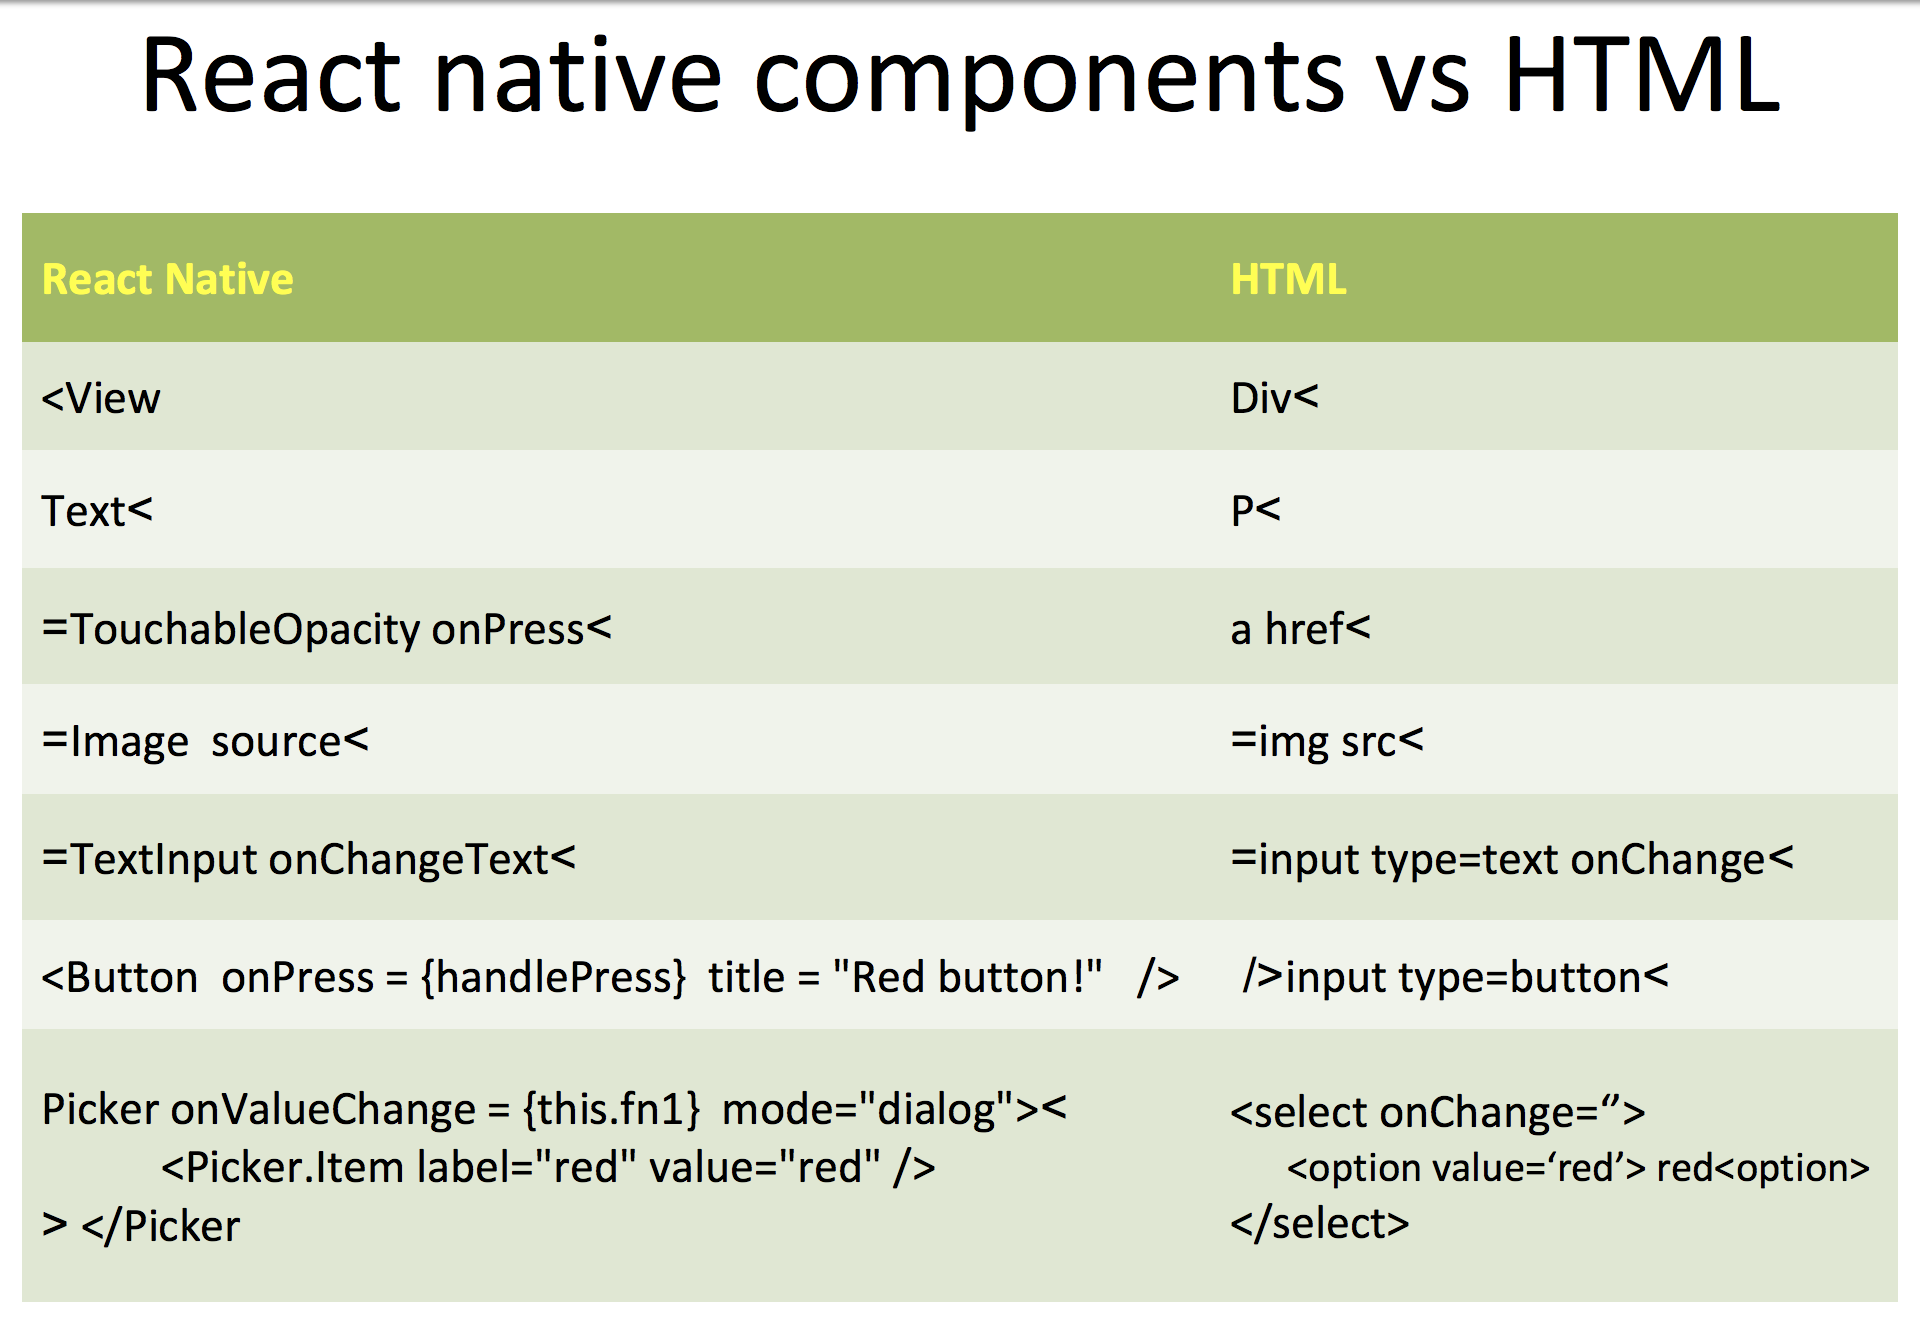 React native components vs HTML
React Native
HTML
<View
Div<
Text<
P<
=TouchableOpacity onPress<
a href<
=Image  source<
=img src<
=TextInput onChangeText<
=input type=text onChange<
<Button  onPress = {handlePress}  title = "Red button!"   />
/>input type=button<
Picker onValueChange = {this.fn1}  mode="dialog"><
<Picker.Item label="red" value="red" />
> </Picker
<select onChange=‘’>
<option value=‘red’> red<option>
</select>